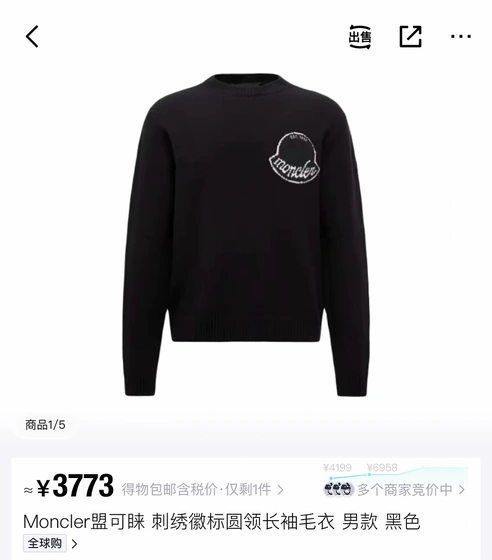 出售
EST. 1952
moncler
商品1/5
¥4199 ¥6958
≈¥3773 得物包邮含税价·仅剩1件 > 多个商家竞价中 >
Moncler盟可睐 刺绣徽标圆领长袖毛衣 男款 黑色
全球购 >